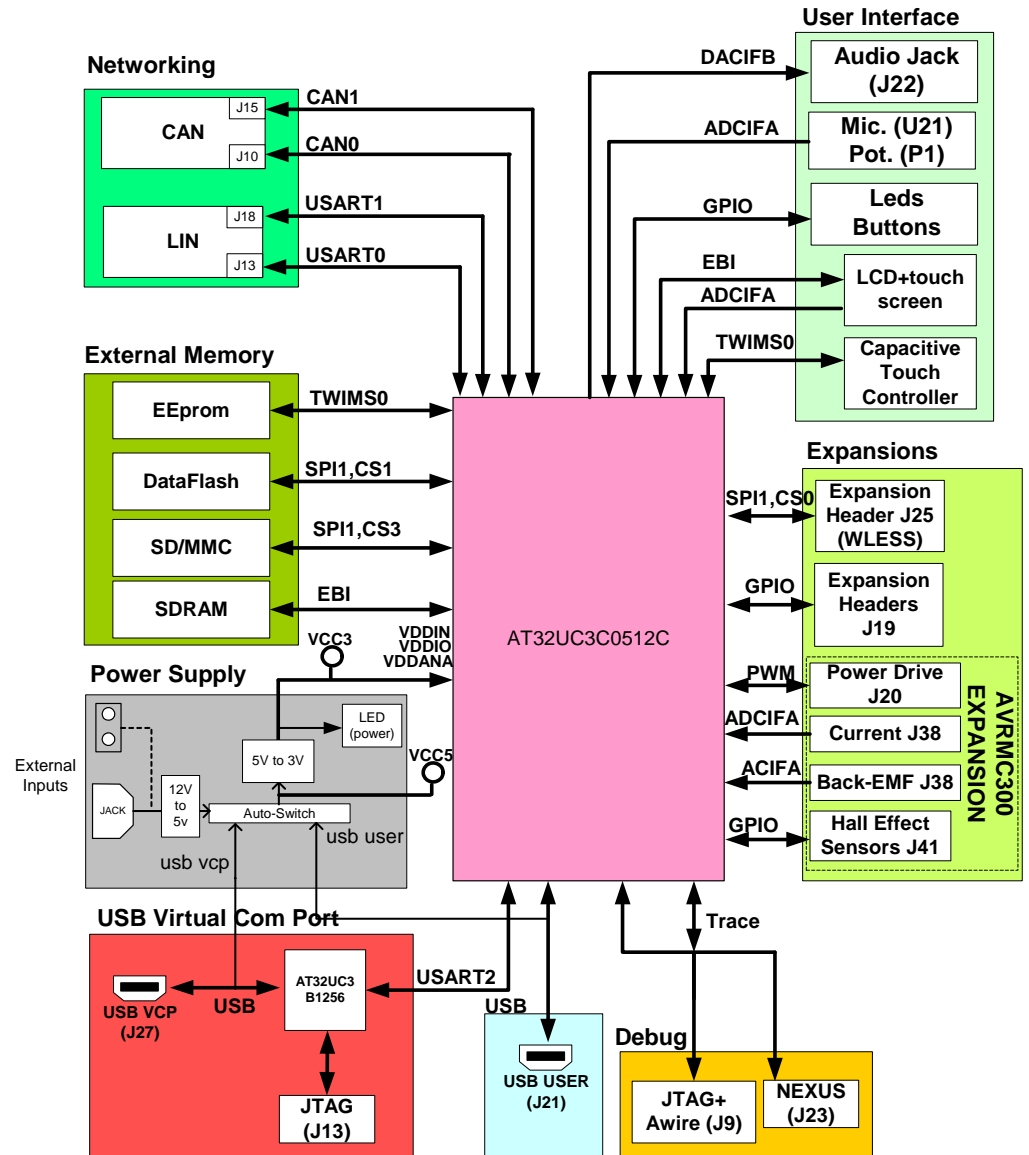 User Interface
DACIFB
Audio Jack
(J22)
ADCIFA
Mic. (U21)
Pot. (P1)
GPIO
Leds
Buttons
EBI
ADCIFA
LCD+touch
screen
TWIMS0
Capacitive
Touch
Controller
Networking
CAN
J15
J10
CAN1
CAN0
LIN
J18
J13
USART1
USART0
External Memory
EEprom
TWIMS0
DataFlash
SPI1,CS1
SD/MMC
SPI1,CS3
SDRAM
EBI
AT32UC3C0512C
Expansions
SPI1,CS0
Expansion
Header J25
(WLESS)
GPIO
Expansion
Headers
J19
PWM
Power Drive
J20
ADCIFA
Current J38
ACIFA
Back-EMF J38
GPIO
Hall Effect
Sensors J41
AVRMC300
EXPANSION
Power Supply
VCC3
VDDIN
VDDIO
VDDANA
LED
(power)
5V to 3V
VCC5
External
Inputs
JACK
12V
to
5v
Auto-Switch
usb vcp
usb user
USB Virtual Com Port
USB VCP
(J27)
USB
AT32UC3
B1256
USART2
JTAG
(J13)
USB
USB USER
(J21)
Trace
Debug
JTAG+
Awire (J9)
NEXUS
(J23)